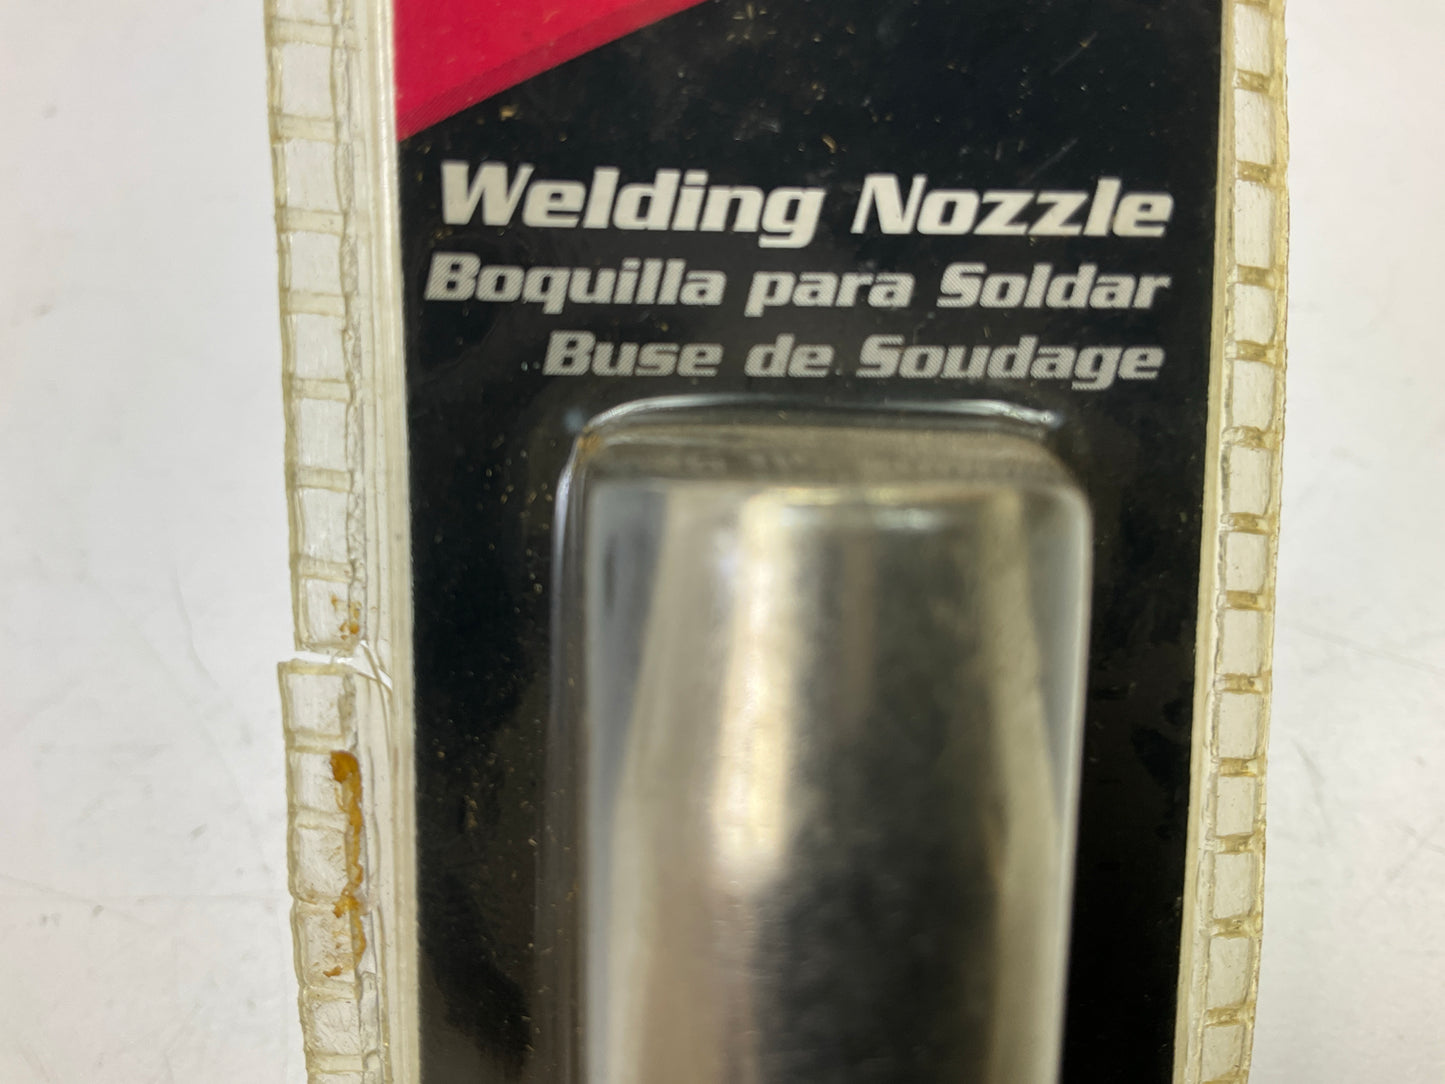 Welding Nozzle
Boquilla para Soldar
Buse de Soudage